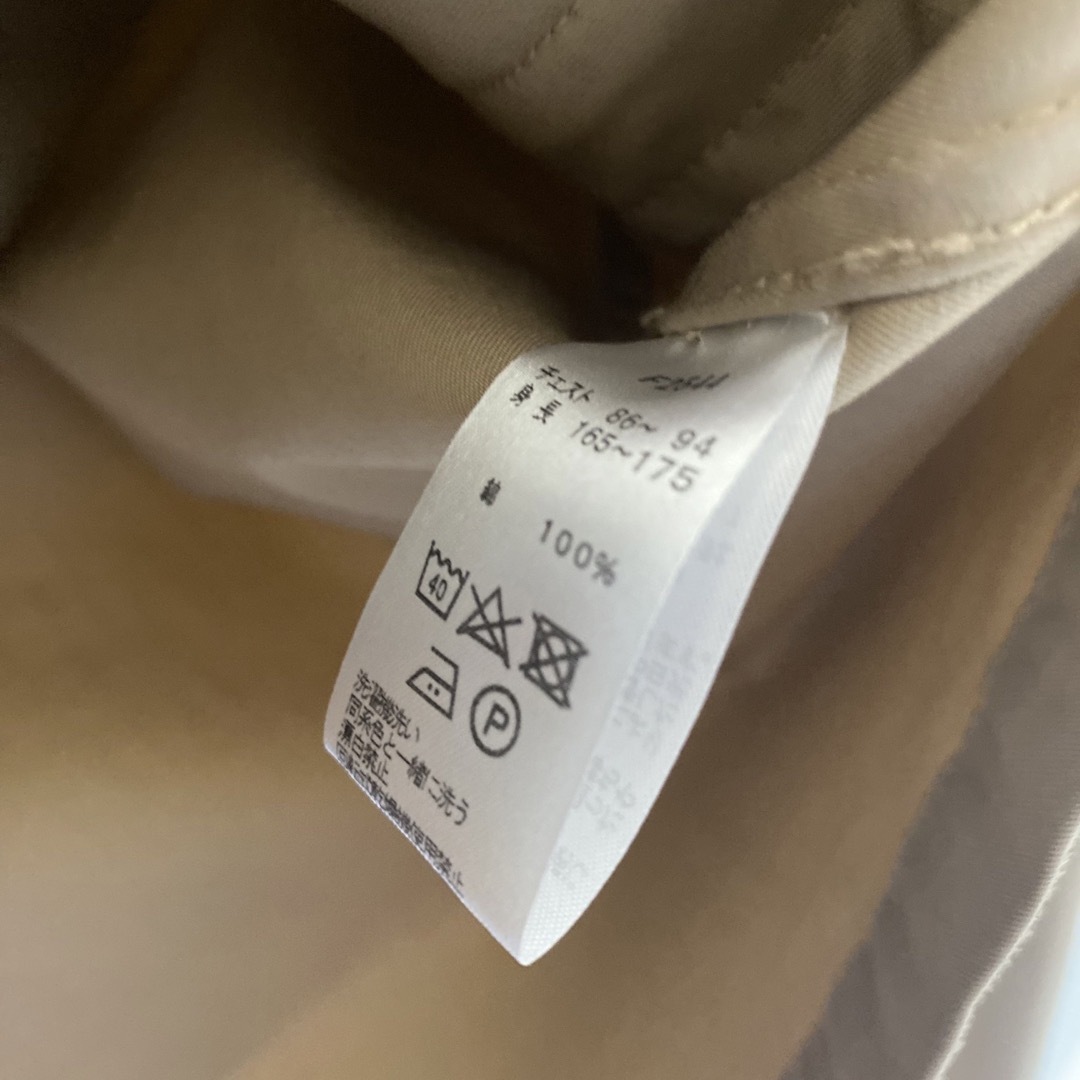 チェスト 86～ 94
身長 165～175
綿 100%
40
P
洗濯機洗い
同系色と一緒に洗う
漂白禁止